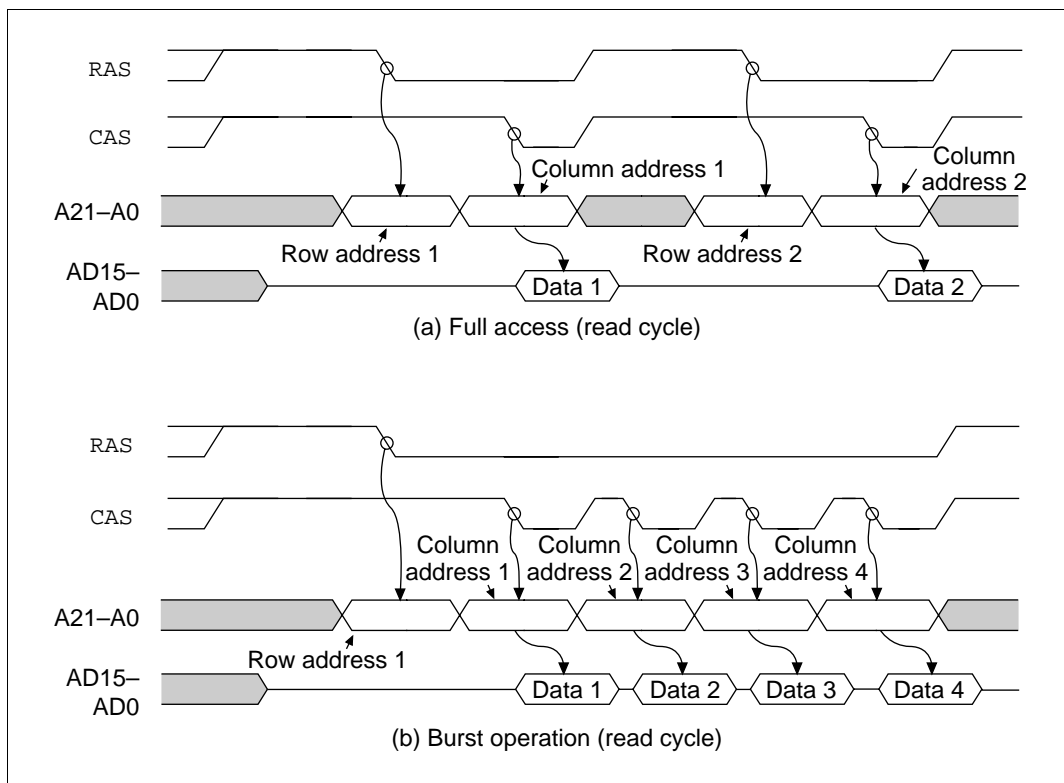 RAS
CAS
Column address 1
Column
address 2
A21–A0
Row address 1
Row address 2
AD15–
AD0
Data 1
Data 2
(a) Full access (read cycle)
RAS
CAS
Column
address 1
Column
address 2
Column
address 3
Column
address 4
A21–A0
Row address 1
AD15–
AD0
Data 1
Data 2
Data 3
Data 4
(b) Burst operation (read cycle)